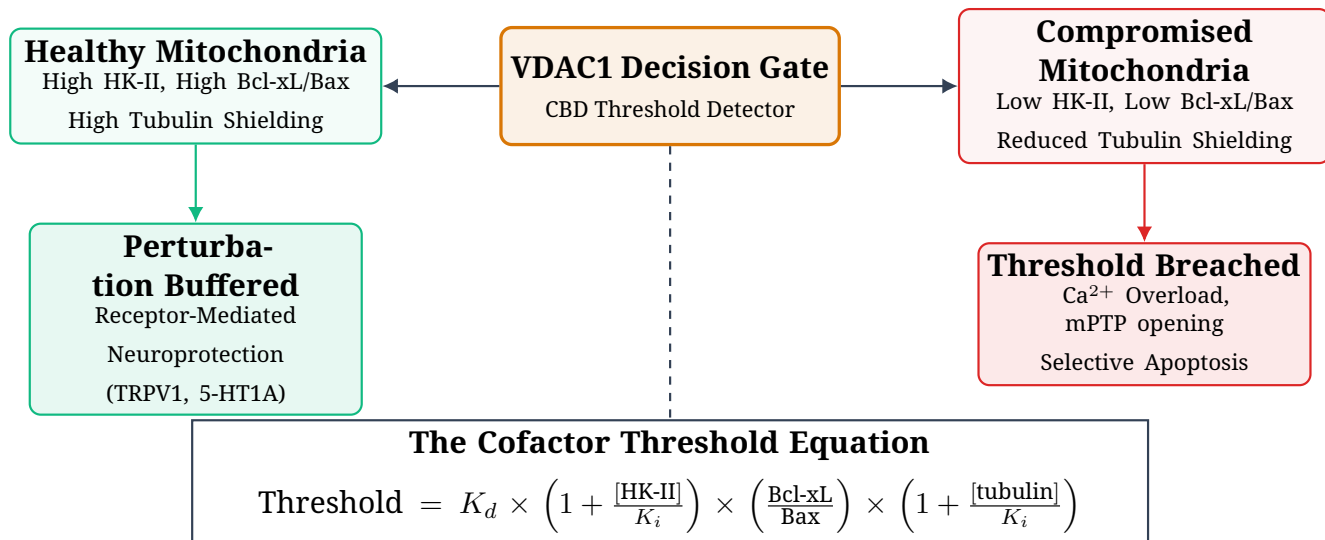 Healthy Mitochondria
High HK-II, High Bcl-xL/Bax
High Tubulin Shielding
VDAC1 Decision Gate
CBD Threshold Detector
Compromised
Mitochondria
Low HK-II, Low Bcl-xL/Bax
Reduced Tubulin Shielding
Perturba-
tion Buffered
Receptor-Mediated
Neuroprotection
(TRPV1, 5-HT1A)
Threshold Breached
Ca²⁺ Overload,
mPTP opening
Selective Apoptosis
The Cofactor Threshold Equation
Threshold = K_d × (1 + [HK-II]/K_i) × (Bcl-xL/Bax) × (1 + [tubulin]/K_i)